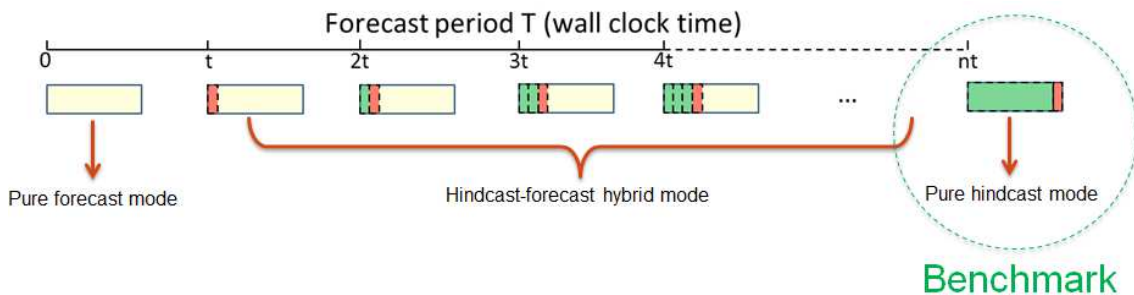 Forecast period T (wall clock time)
0 t 2t 3t 4t nt
...
Pure forecast mode Hindcast-forecast hybrid mode Pure hindcast mode
Benchmark